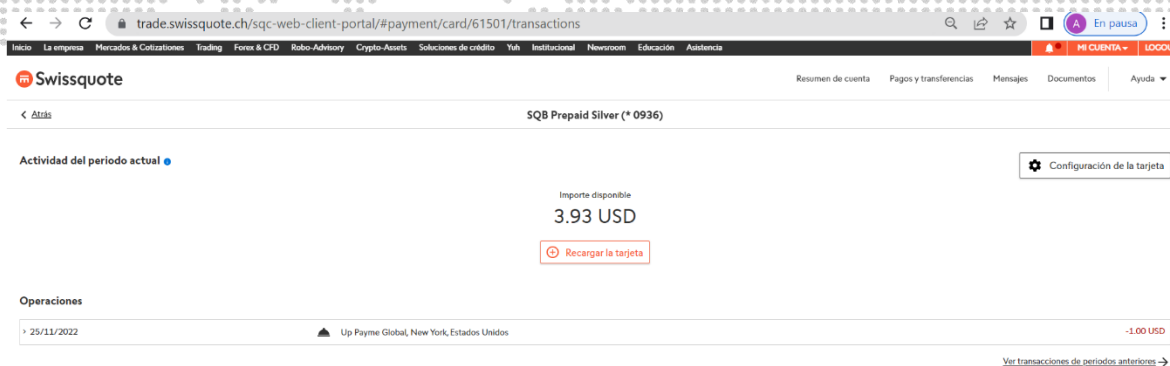 trade.swissquote.ch/sqc-web-client-portal/#payment/card/61501/transactions A En pausa
Inicio La empresa Mercados & Cotizationes Trading Forex & CFD Robo-Advisory Crypto-Assets Soluciones de crédito Yuh Institucional Newsroom Educación Asistencia MI CUENTA LOGOU
Swissquote Resumen de cuenta Pagos y transferencias Mensajes Documentos Ayuda
< Atrás SQB Prepaid Silver (* 0936)
Actividad del periodo actual Configuración de la tarjeta
Importe disponible
3.93 USD
Recargar la tarjeta
Operaciones
> 25/11/2022 Up Payme Global, New York, Estados Unidos -1.00 USD
Ver transacciones de periodos anteriores →